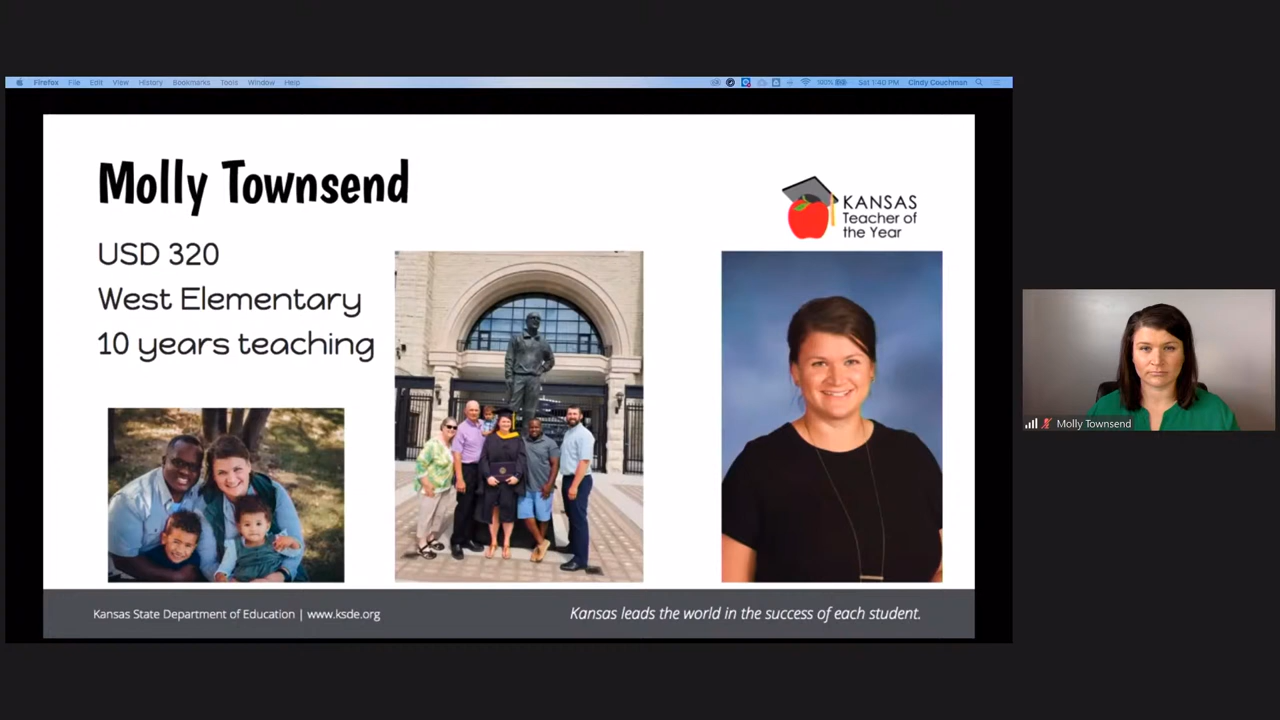 Firefox File Edit View History Bookmarks Tools Window Help
100% Sat 1:40 PM Cindy Couchman
Molly Townsend
KANSAS
Teacher of
the Year
USD 320
West Elementary
10 years teaching
Molly Townsend
Kansas State Department of Education | www.ksde.org
Kansas leads the world in the success of each student.